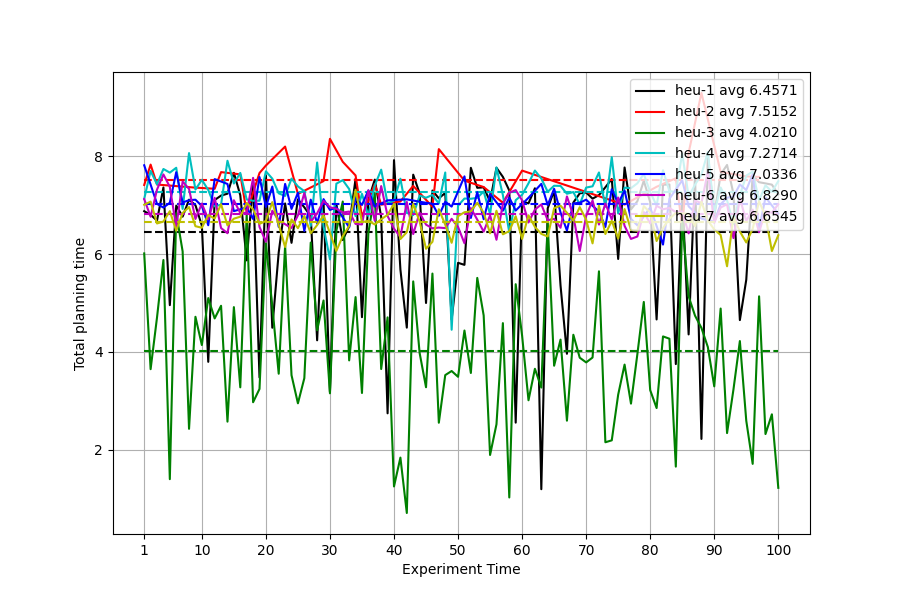 heu-1 avg 6.4571
heu-2 avg 7.5152
heu-3 avg 4.0210
heu-4 avg 7.2714
heu-5 avg 7.0336
heu-6 avg 6.8290
heu-7 avg 6.6545
8
6
4
2
Total planning time
1 10 20 30 40 50 60 70 80 90 100
Experiment Time